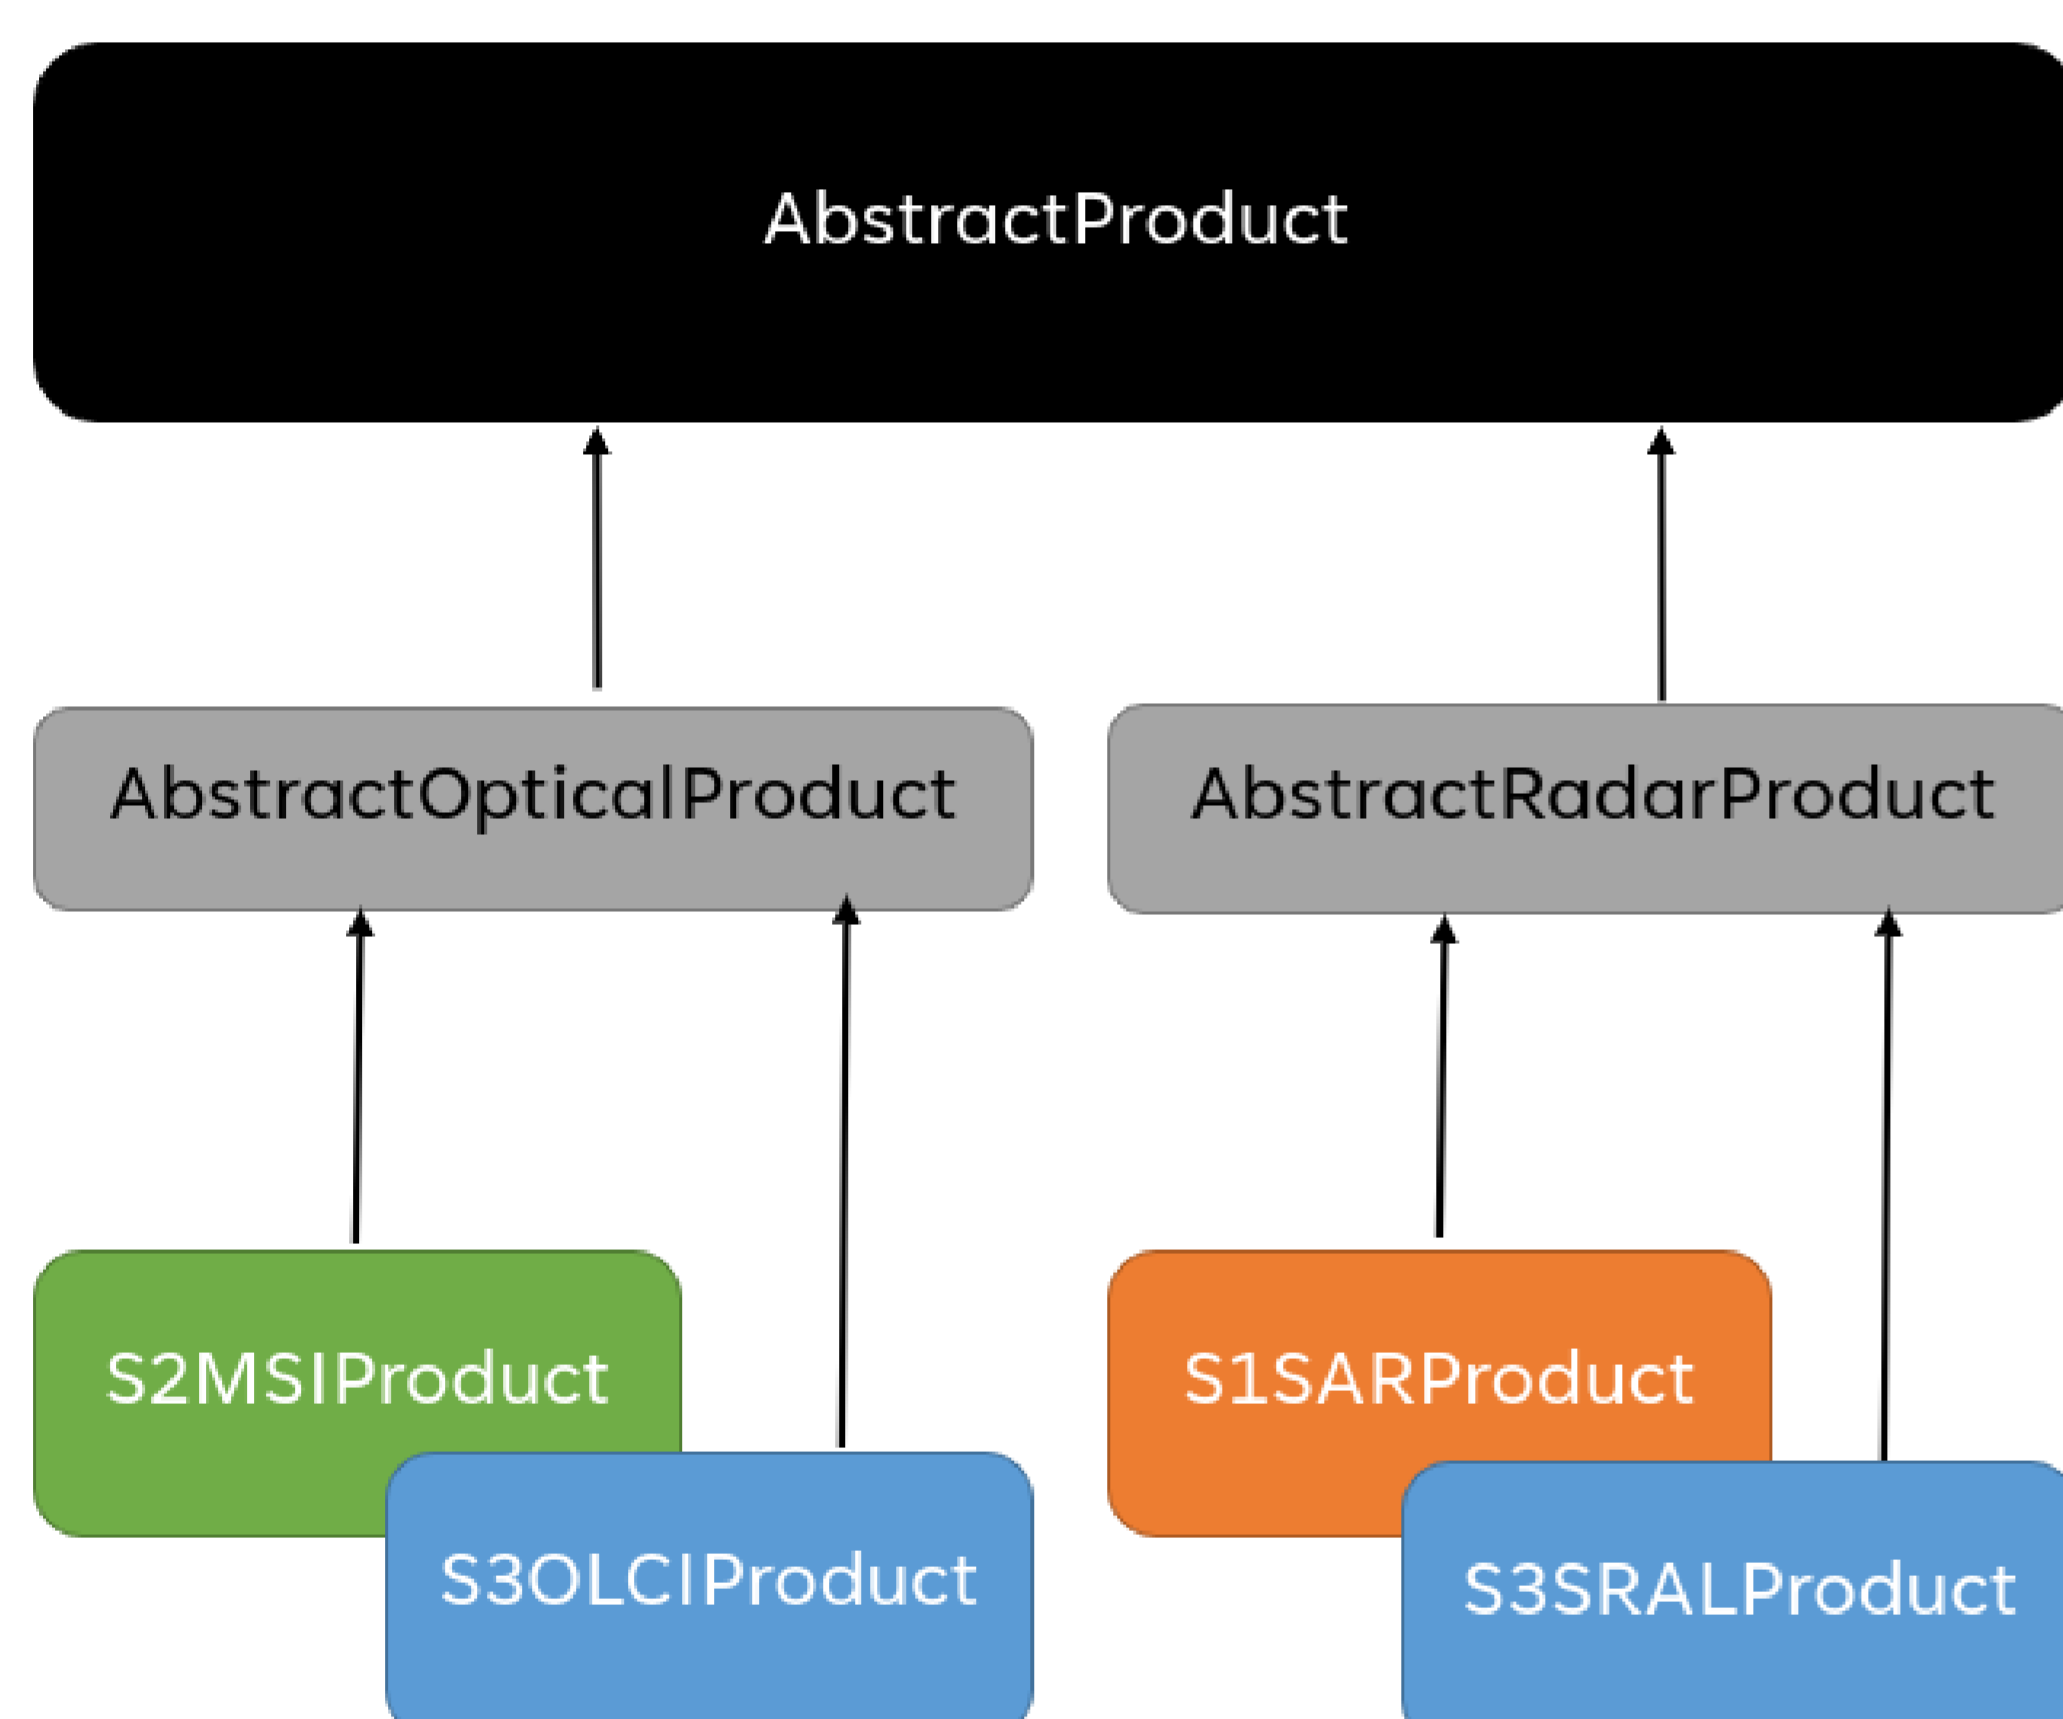 AbstractProduct
AbstractOpticalProduct
AbstractRadarProduct
S2MSIProduct
S1SARProduct
S3OLCIProduct
S3SRALProduct